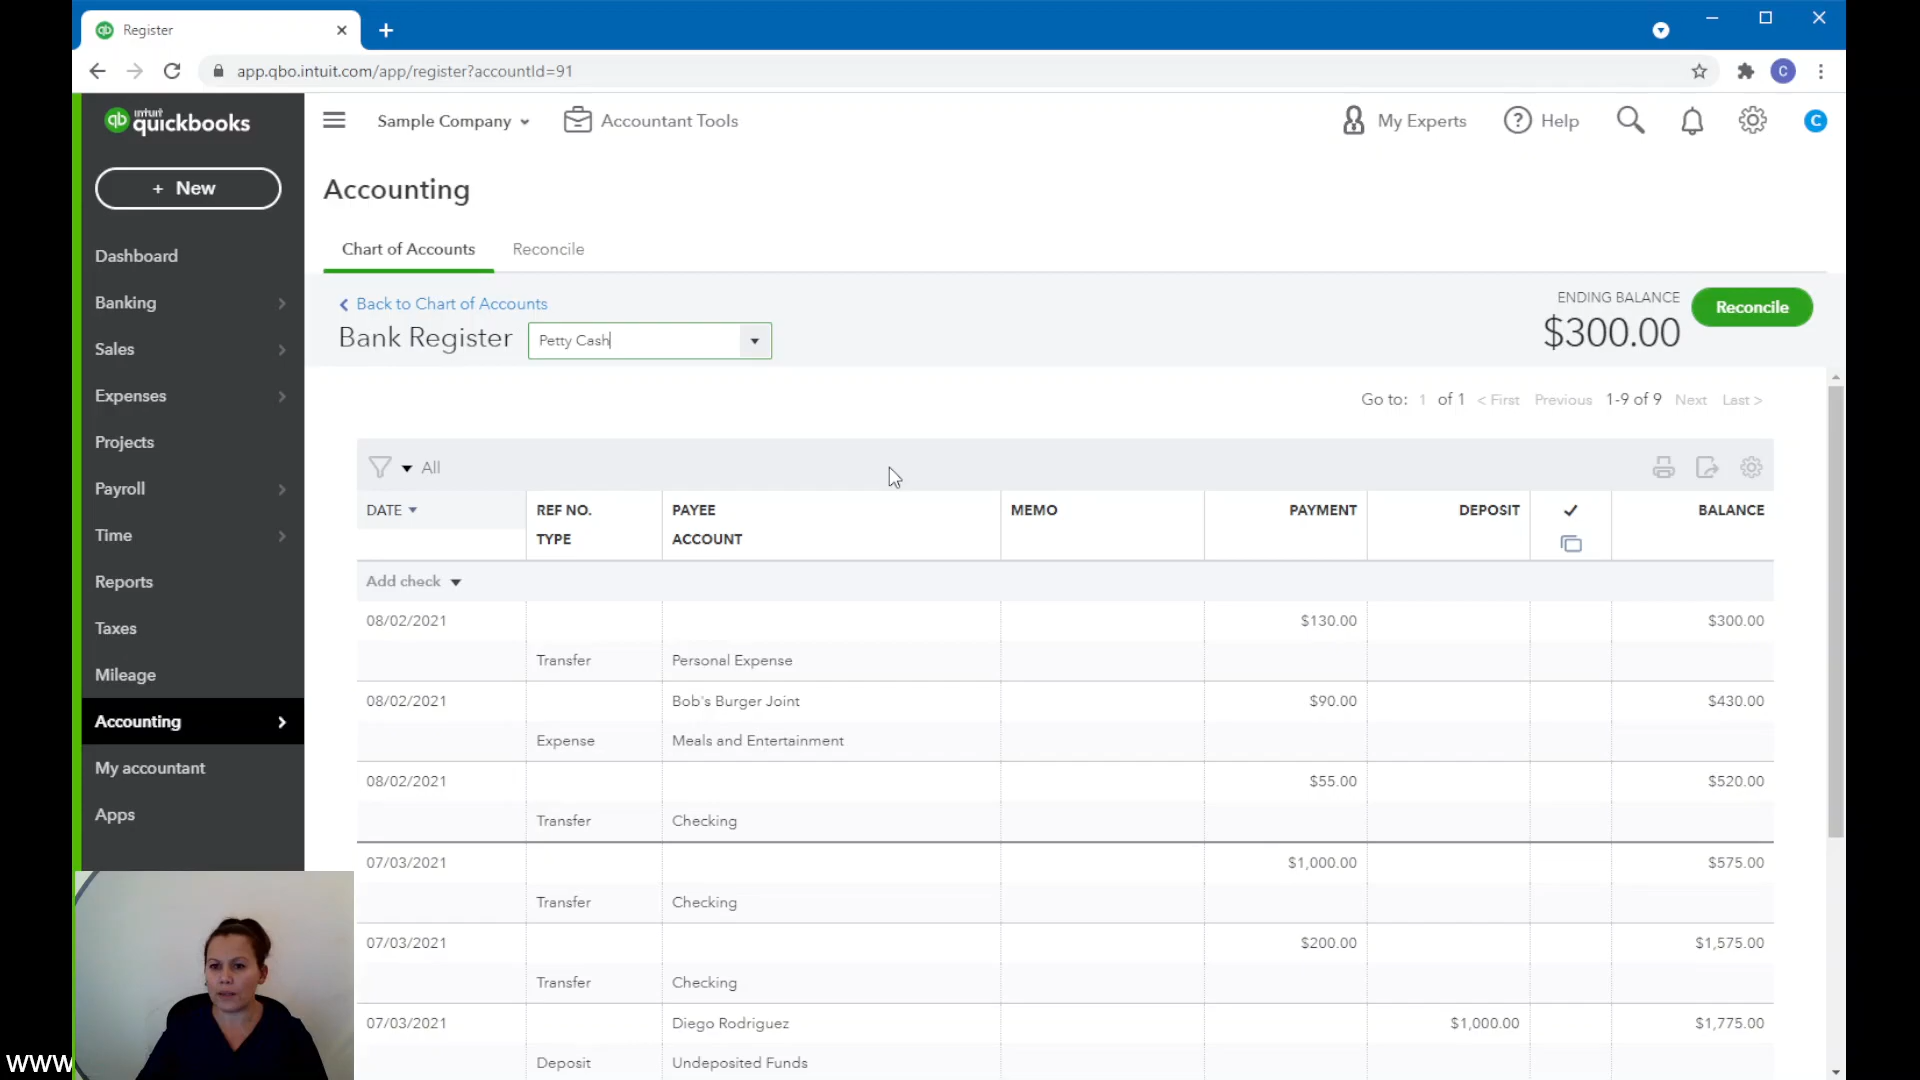 Register
app.qbo.intuit.com/app/register?accountId=91
C
intuit
quickbooks
Sample Company
Accountant Tools
My Experts
Help
C
+ New
Accounting
Dashboard
Banking
Sales
Expenses
Projects
Payroll
Time
Reports
Taxes
Mileage
Accounting
My accountant
Apps
Chart of Accounts
Reconcile
Back to Chart of Accounts
Bank Register
Petty Cash
ENDING BALANCE
$300.00
Reconcile
Go to: 1 of 1 < First Previous 1-9 of 9 Next Last >
All
DATE REF NO. PAYEE MEMO PAYMENT DEPOSIT ✓ BALANCE
TYPE ACCOUNT
Add check
08/02/2021 $130.00 $300.00
Transfer Personal Expense
08/02/2021 Bob's Burger Joint $90.00 $430.00
Expense Meals and Entertainment
08/02/2021 $55.00 $520.00
Transfer Checking
07/03/2021 $1,000.00 $575.00
Transfer Checking
07/03/2021 $200.00 $1,575.00
Transfer Checking
07/03/2021 Diego Rodriguez $1,000.00 $1,775.00
Deposit Undeposited Funds
www